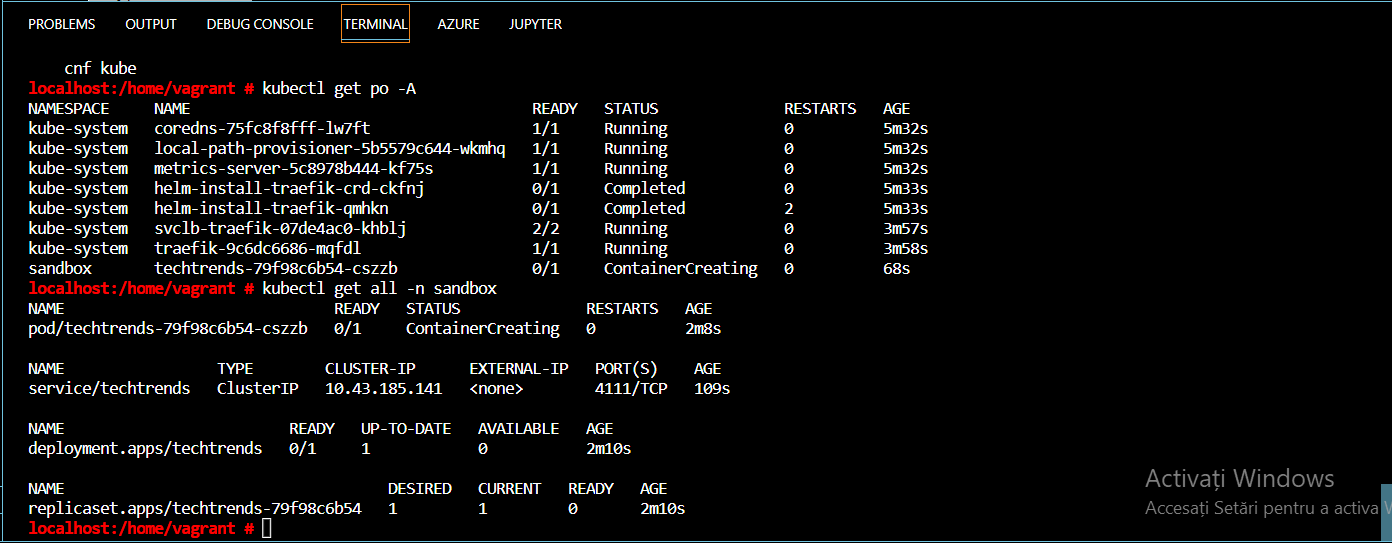 PROBLEMS OUTPUT DEBUG CONSOLE TERMINAL AZURE JUPYTER
cnf kube
localhost:/home/vagrant # kubectl get po -A
NAMESPACE NAME READY STATUS RESTARTS AGE
kube-system coredns-75fc8f8fff-lw7ft 1/1 Running 0 5m32s
kube-system local-path-provisioner-5b5579c644-wkmhq 1/1 Running 0 5m32s
kube-system metrics-server-5c8978b444-kf75s 1/1 Running 0 5m32s
kube-system helm-install-traefik-crd-ckfnj 0/1 Completed 0 5m33s
kube-system helm-install-traefik-qmhkn 0/1 Completed 2 5m33s
kube-system svclb-traefik-07de4ac0-khblj 2/2 Running 0 3m57s
kube-system traefik-9c6dc6686-mqfdl 1/1 Running 0 3m58s
sandbox techtrends-79f98c6b54-cszzb 0/1 ContainerCreating 0 68s
localhost:/home/vagrant # kubectl get all -n sandbox
NAME READY STATUS RESTARTS AGE
pod/techtrends-79f98c6b54-cszzb 0/1 ContainerCreating 0 2m8s
NAME TYPE CLUSTER-IP EXTERNAL-IP PORT(S) AGE
service/techtrends ClusterIP 10.43.185.141 <none> 4111/TCP 109s
NAME READY UP-TO-DATE AVAILABLE AGE
deployment.apps/techtrends 0/1 1 0 2m10s
NAME DESIRED CURRENT READY AGE
replicaset.apps/techtrends-79f98c6b54 1 1 0 2m10s
localhost:/home/vagrant #
Activați Windows
Accesați Setări pentru a activa W